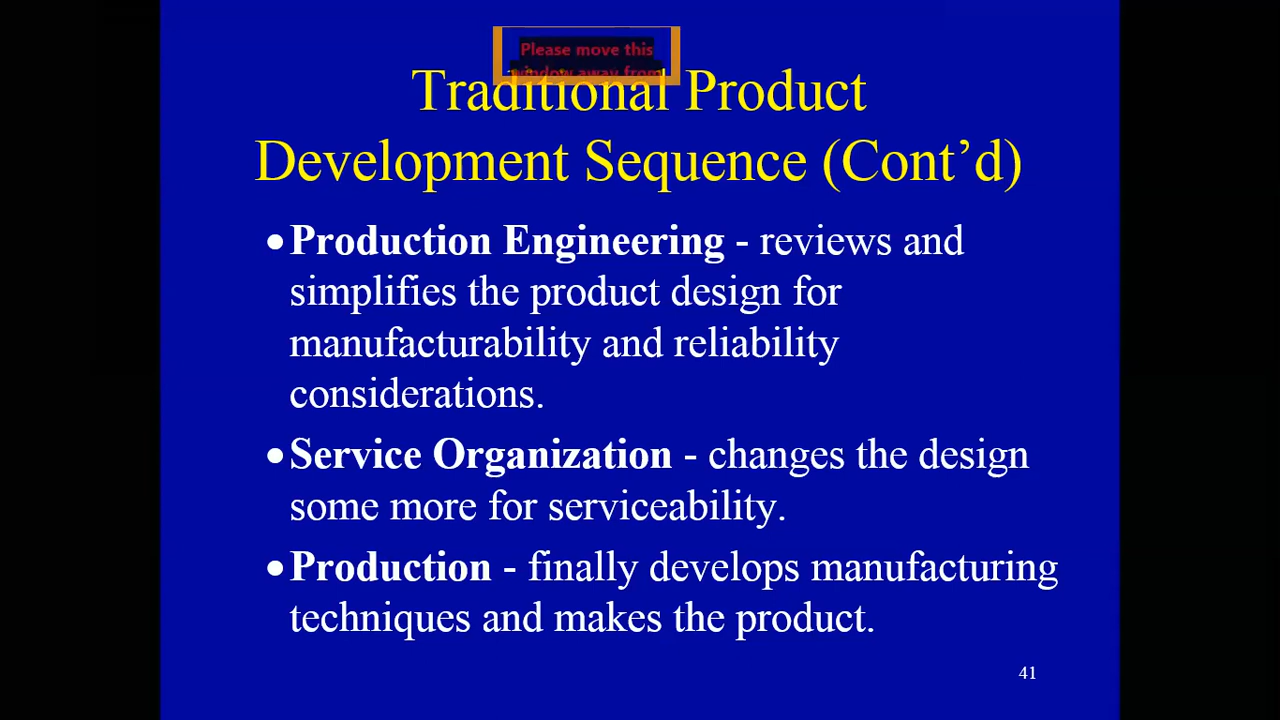 Please move this
window away from
Traditional Product
Development Sequence (Cont’d)
•Production Engineering - reviews and
simplifies the product design for
manufacturability and reliability
considerations.
•Service Organization - changes the design
some more for serviceability.
•Production - finally develops manufacturing
techniques and makes the product.
41